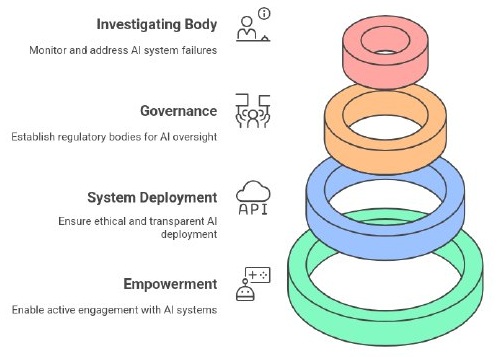 Investigating Body
Monitor and address AI system failures
Governance
Establish regulatory bodies for AI oversight
System Deployment
Ensure ethical and transparent AI
deployment
API
Empowerment
Enable active engagement with AI systems